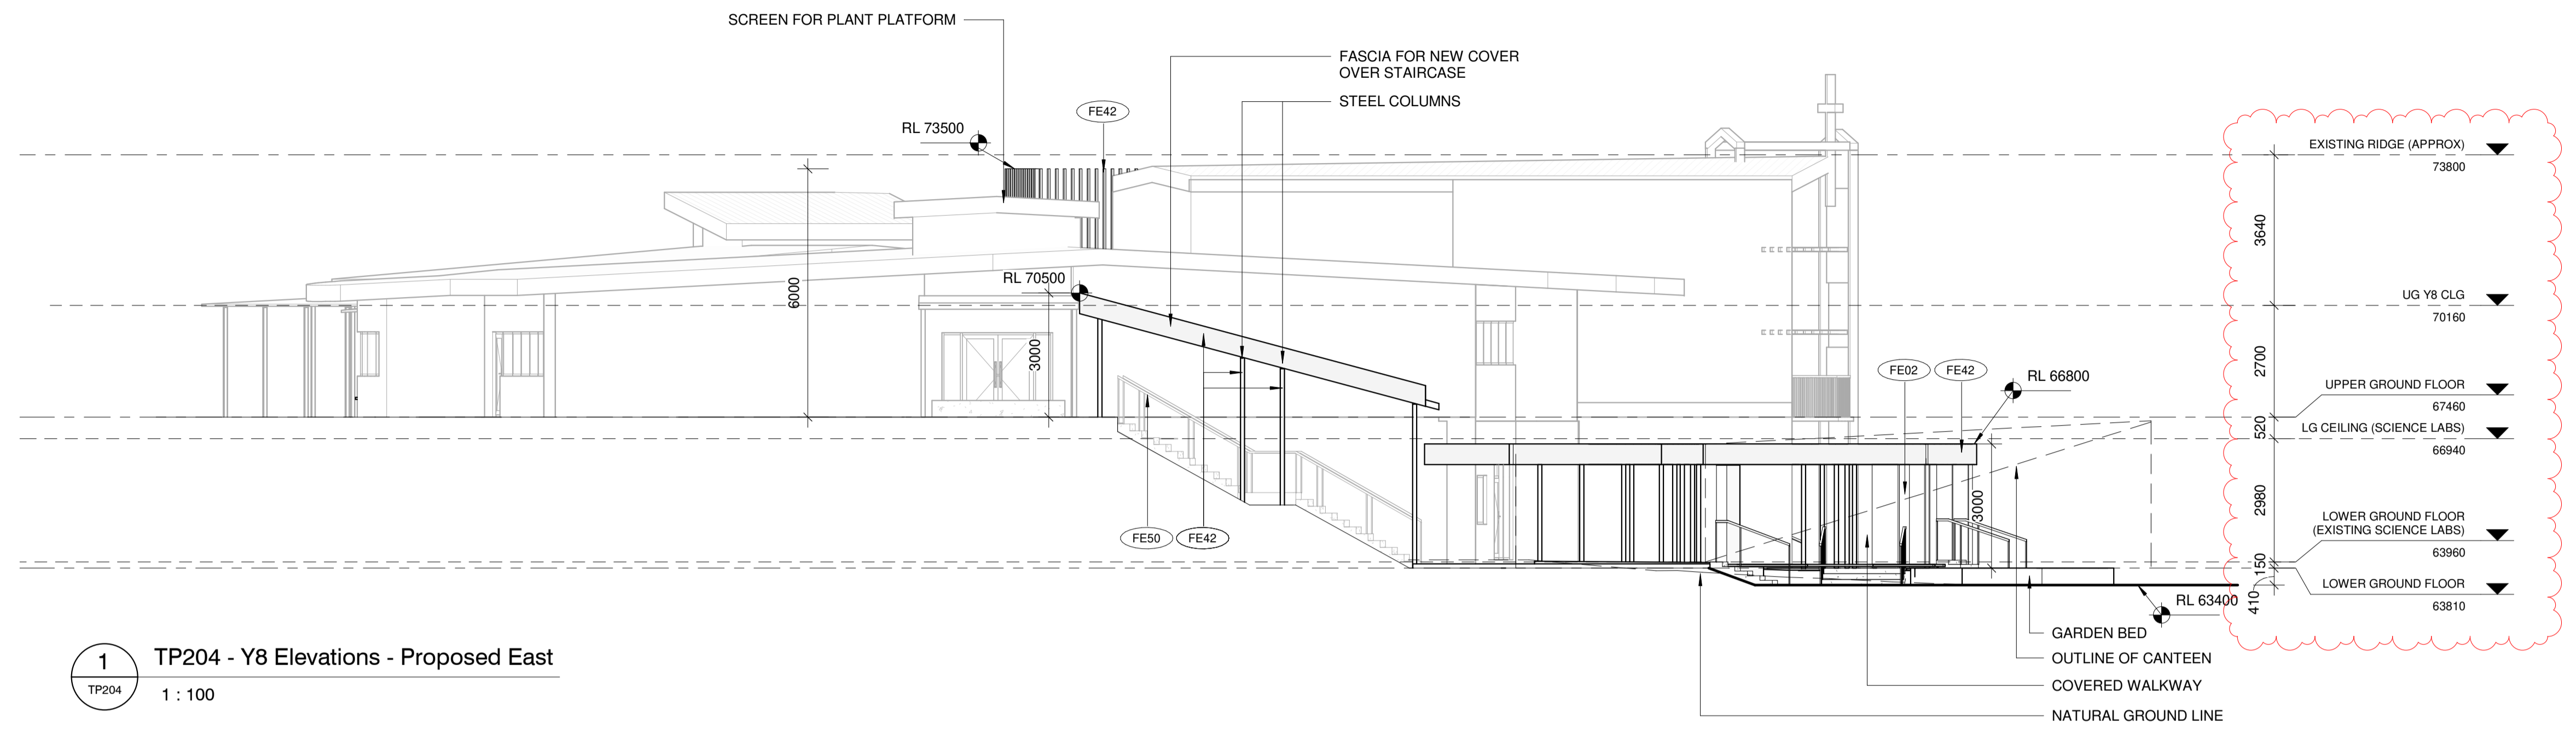 SCREEN FOR PLANT PLATFORM
FASCIA FOR NEW COVER
OVER STAIRCASE
STEEL COLUMNS
FE42
RL 73500
EXISTING RIDGE (APPROX)
73800
3640
6000
RL 70500
3000
UG Y8 CLG
70160
2700
FE02
FE42
RL 66800
UPPER GROUND FLOOR
67460
520
LG CEILING (SCIENCE LABS)
66940
2980
3000
FE50
FE42
LOWER GROUND FLOOR
(EXISTING SCIENCE LABS)
63960
150
LOWER GROUND FLOOR
63810
410
RL 63400
GARDEN BED
OUTLINE OF CANTEEN
COVERED WALKWAY
NATURAL GROUND LINE
1
TP204
TP204 - Y8 Elevations - Proposed East
1 : 100